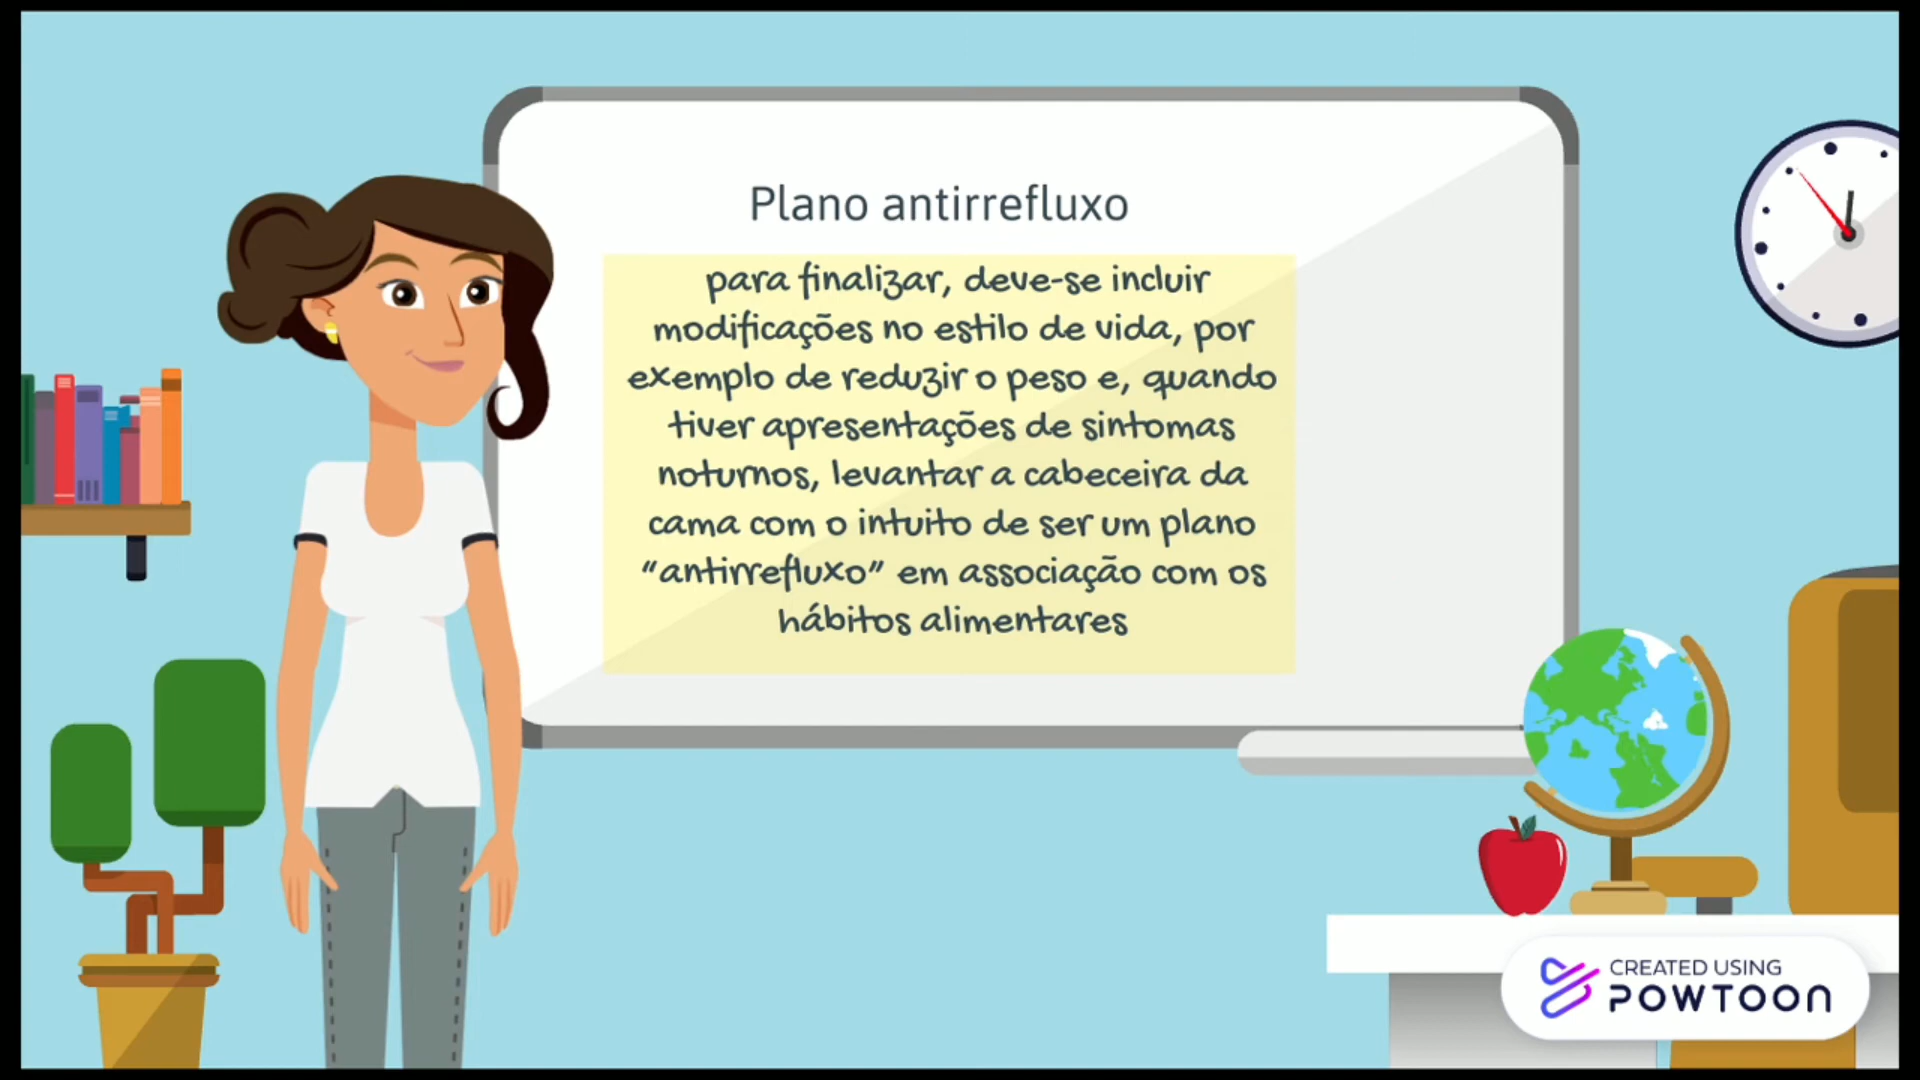 Plano antirrefluxo
para finalizar, deve-se incluir
modificações no estilo de vida, por
exemplo de reduzir o peso e, quando
tiver apresentações de sintomas
noturnos, levantar a cabeceira da
cama com o intuito de ser um plano
“antirrefluxo” em associação com os
hábitos alimentares
CREATED USING
POWTOON